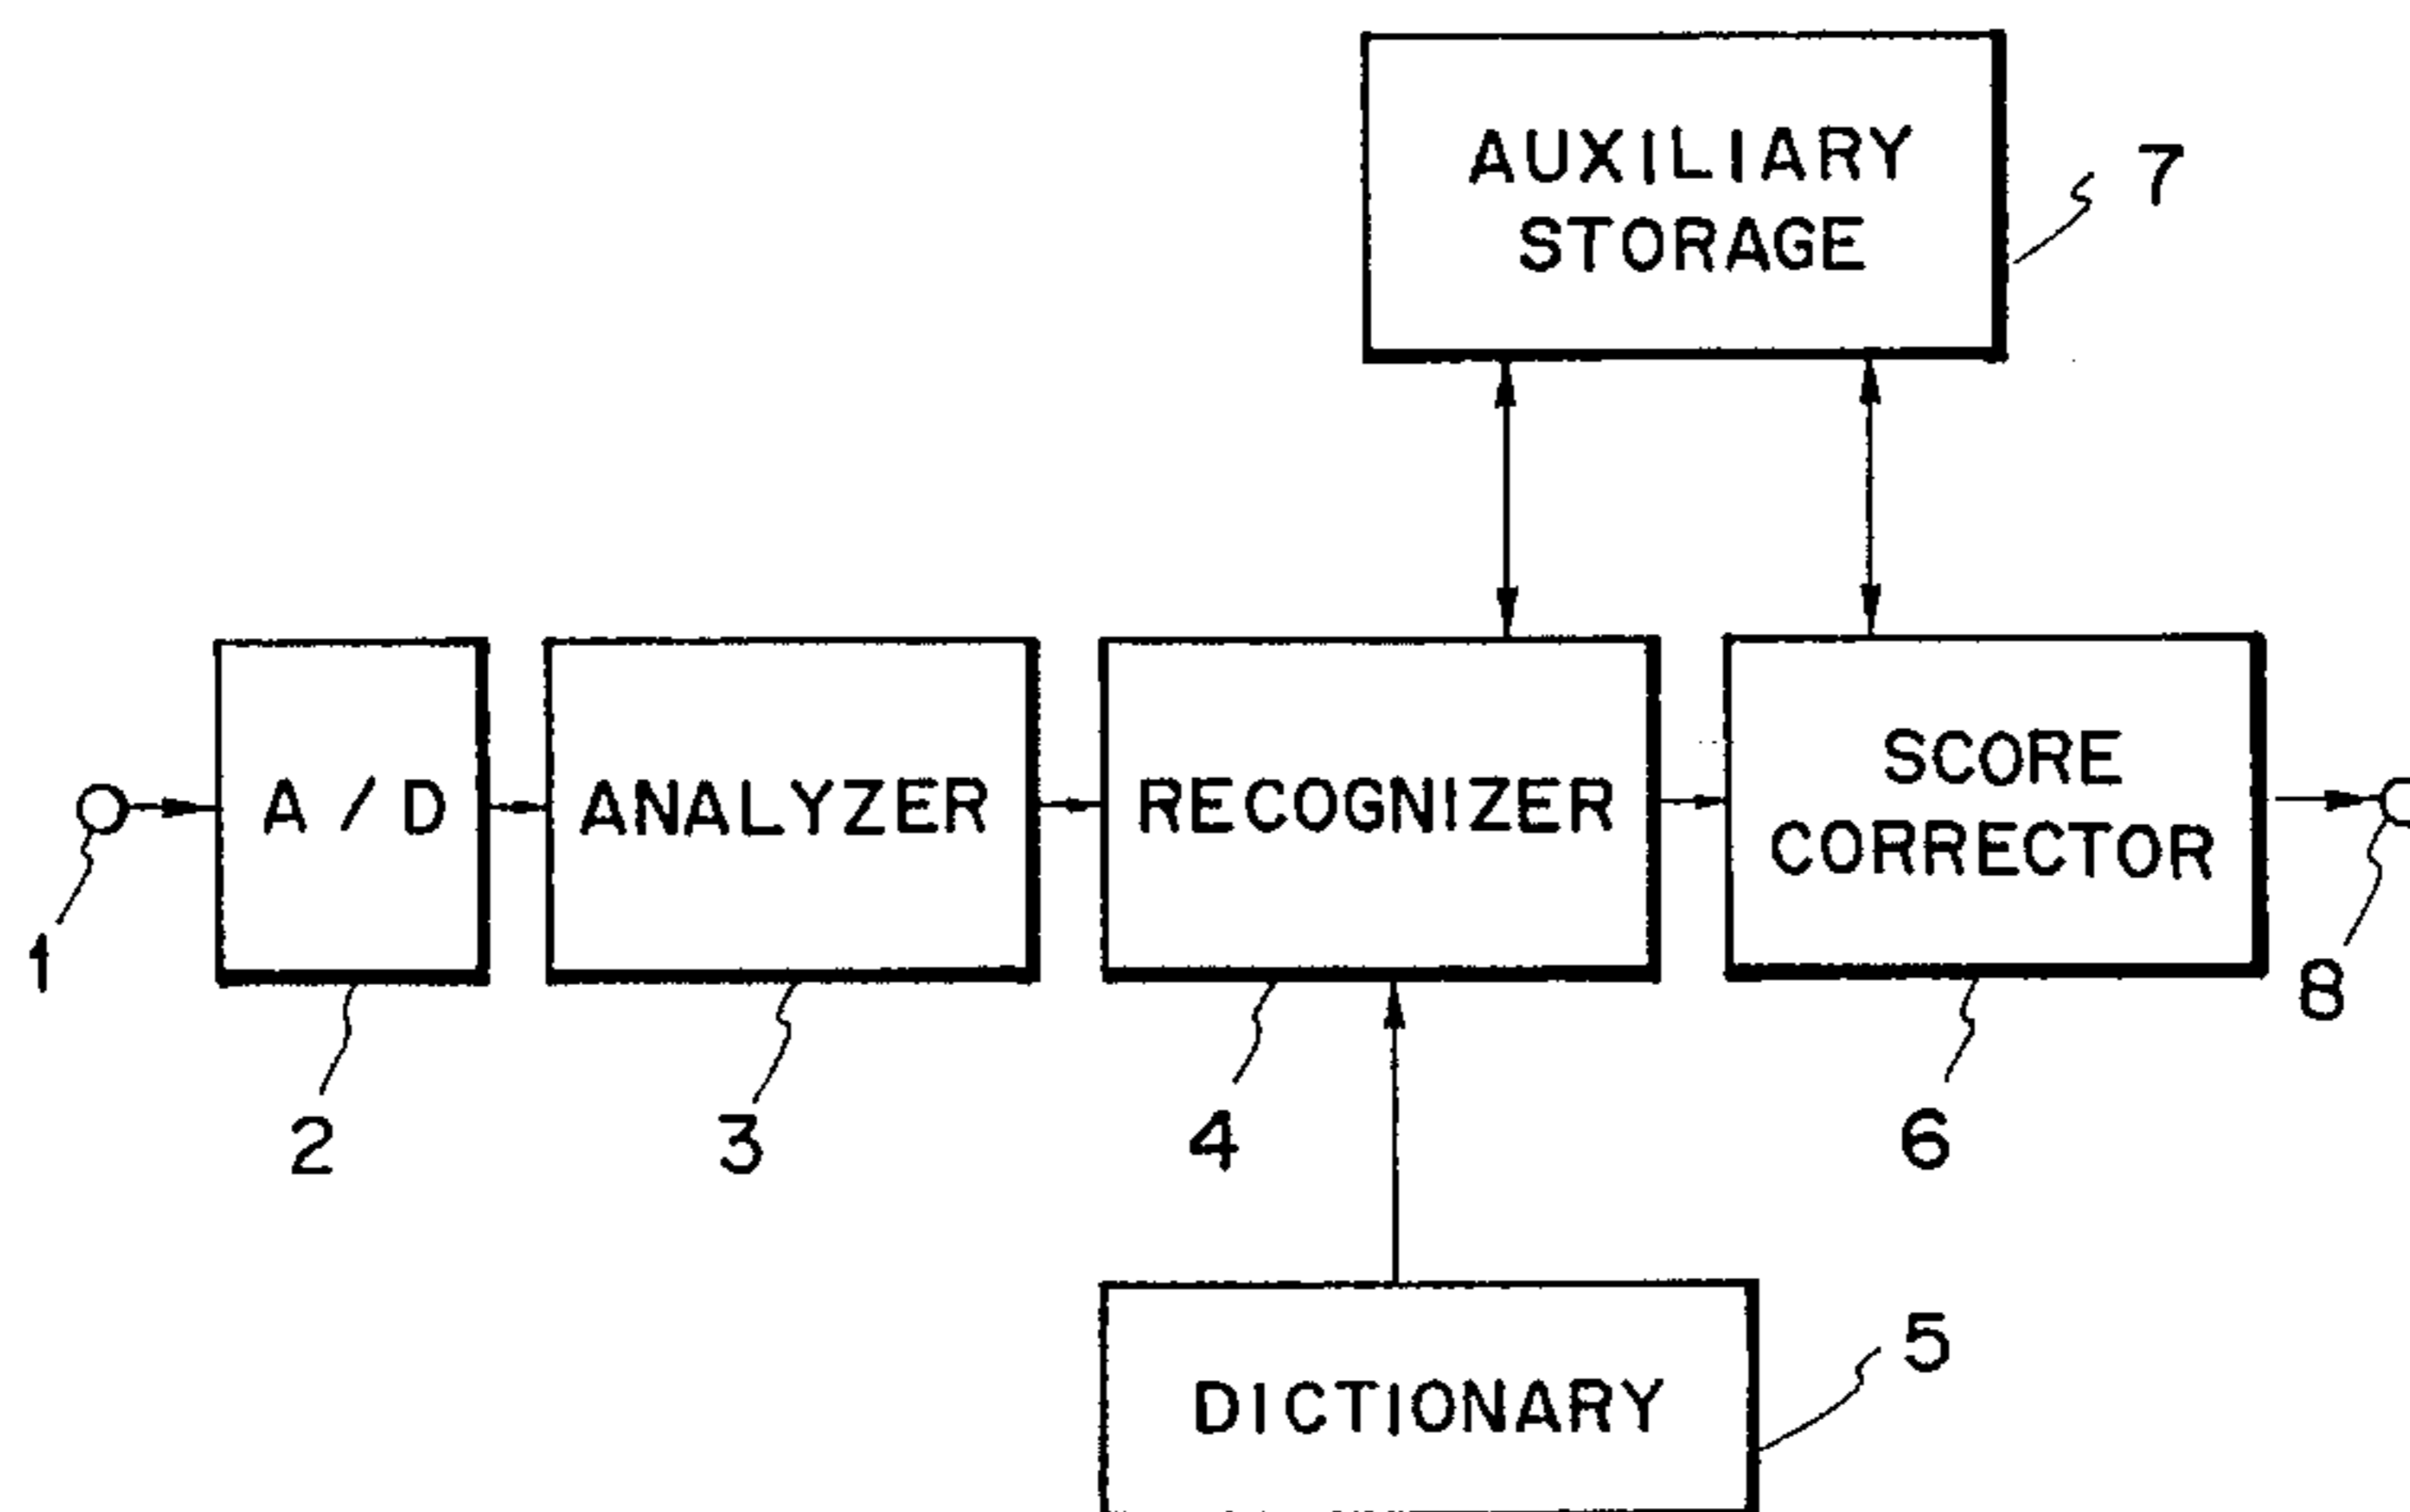 AUXILIARY
STORAGE
7
A/D
ANALYZER
RECOGNIZER
SCORE
CORRECTOR
1
2
3
4
6
8
DICTIONARY
5